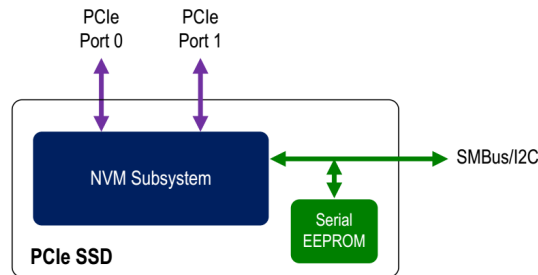 PCIe
Port 0
PCIe
Port 1
NVM Subsystem
SMBus/I2C
Serial
EEPROM
PCIe SSD